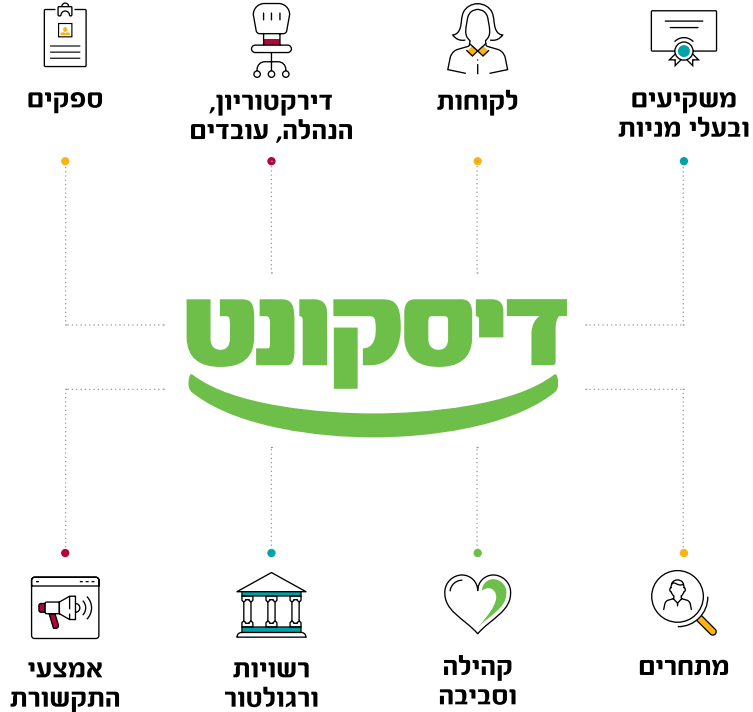 משקיעים
ובעלי מניות
לקוחות
דירקטוריון,
הנהלה, עובדים
ספקים
דיסקונט
מתחרים
קהילה
וסביבה
רשויות
ורגולטור
אמצעי
התקשורת